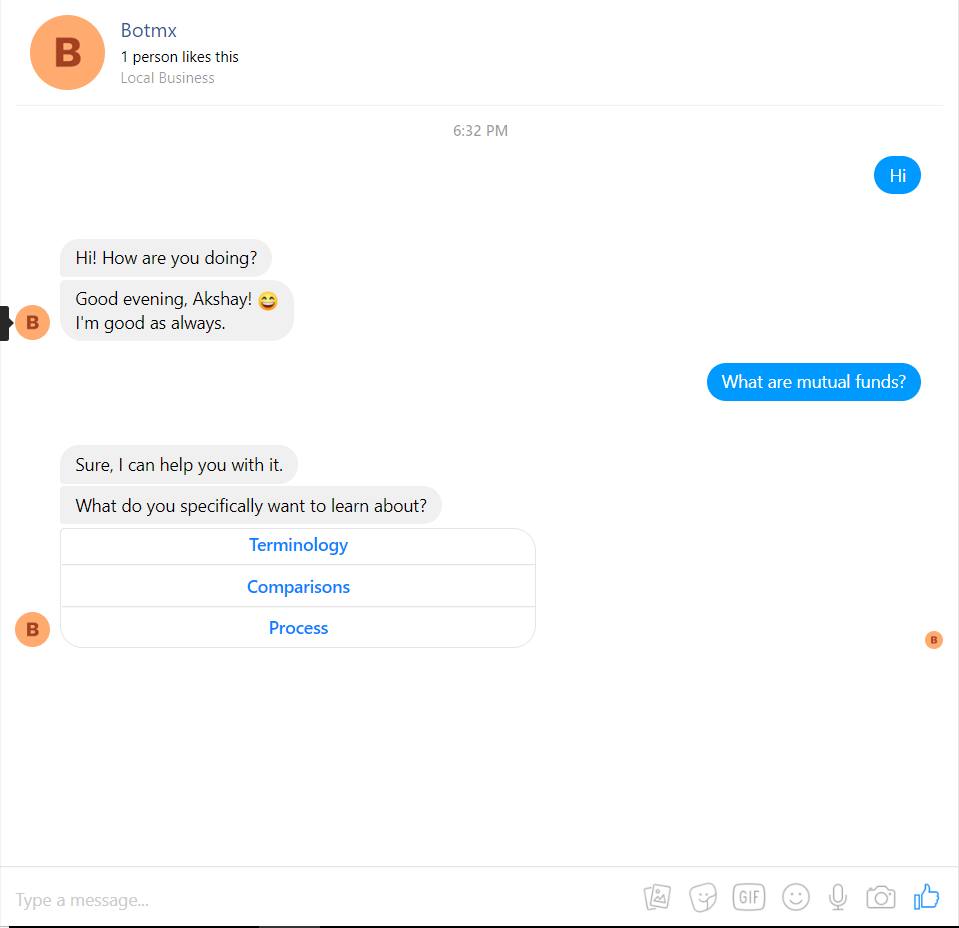 B
Botmx
1 person likes this
Local Business
6:32 PM
Hi
Hi! How are you doing?
Good evening, Akshay! 😄
I'm good as always.
B
What are mutual funds?
Sure, I can help you with it.
What do you specifically want to learn about?
Terminology
Comparisons
Process
B
B
Type a message...
GIF